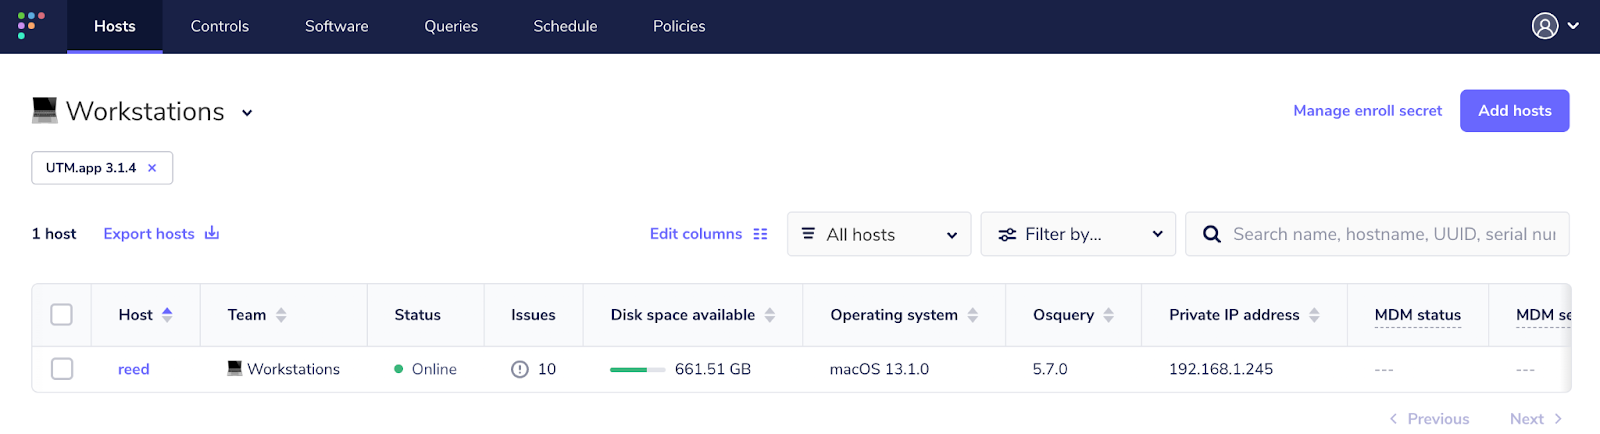 Hosts Controls Software Queries Schedule Policies
Workstations
Manage enroll secret Add hosts
UTM.app 3.1.4 ×
1 host Export hosts Edit columns All hosts Filter by... Search name, hostname, UUID, serial nur
Host Team Status Issues Disk space available Operating system Osquery Private IP address MDM status MDM se
reed Workstations Online 10 661.51 GB macOS 13.1.0 5.7.0 192.168.1.245 --- ---
Previous Next